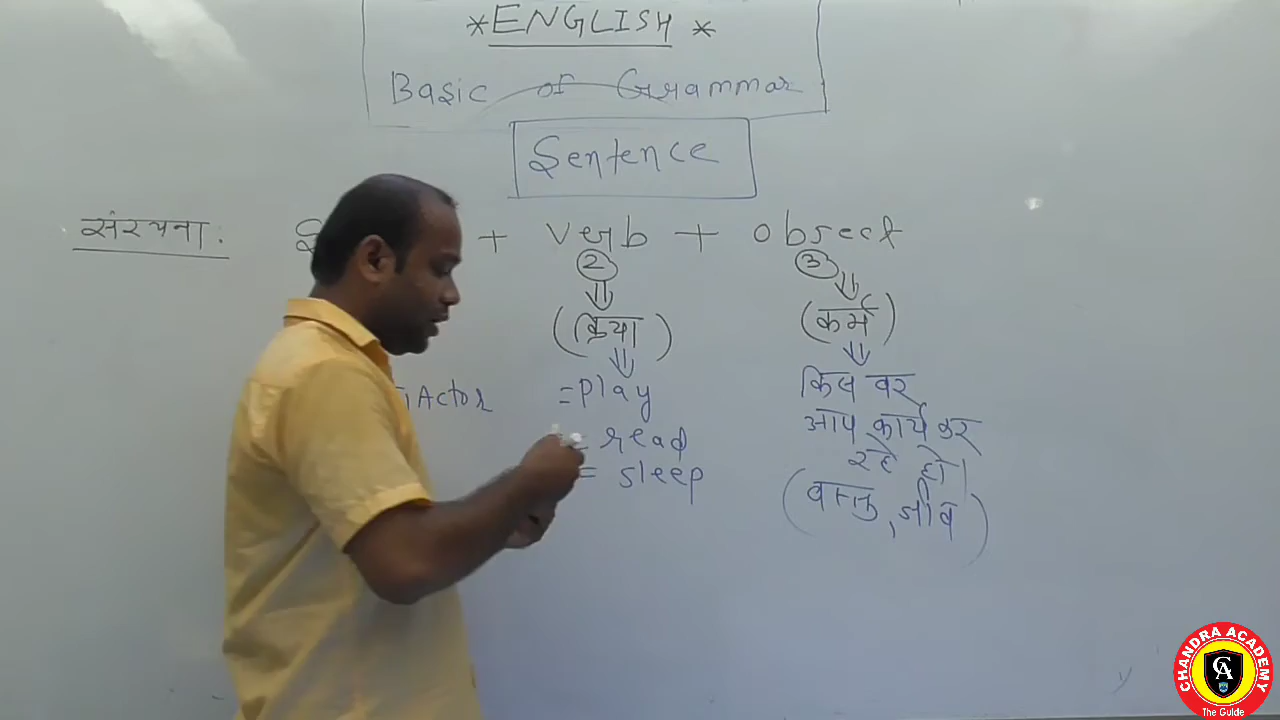 *ENGLISH *
Basic of Grammar
Sentence
संरचना: + verb + object
2 3
(क्रिया) (कर्म)
Actor = play किस पर
= read आप कार्य कर
रहे हो।
= sleep (वस्तु, जीव)
CHANDRA ACADEMY
CA
The Guide